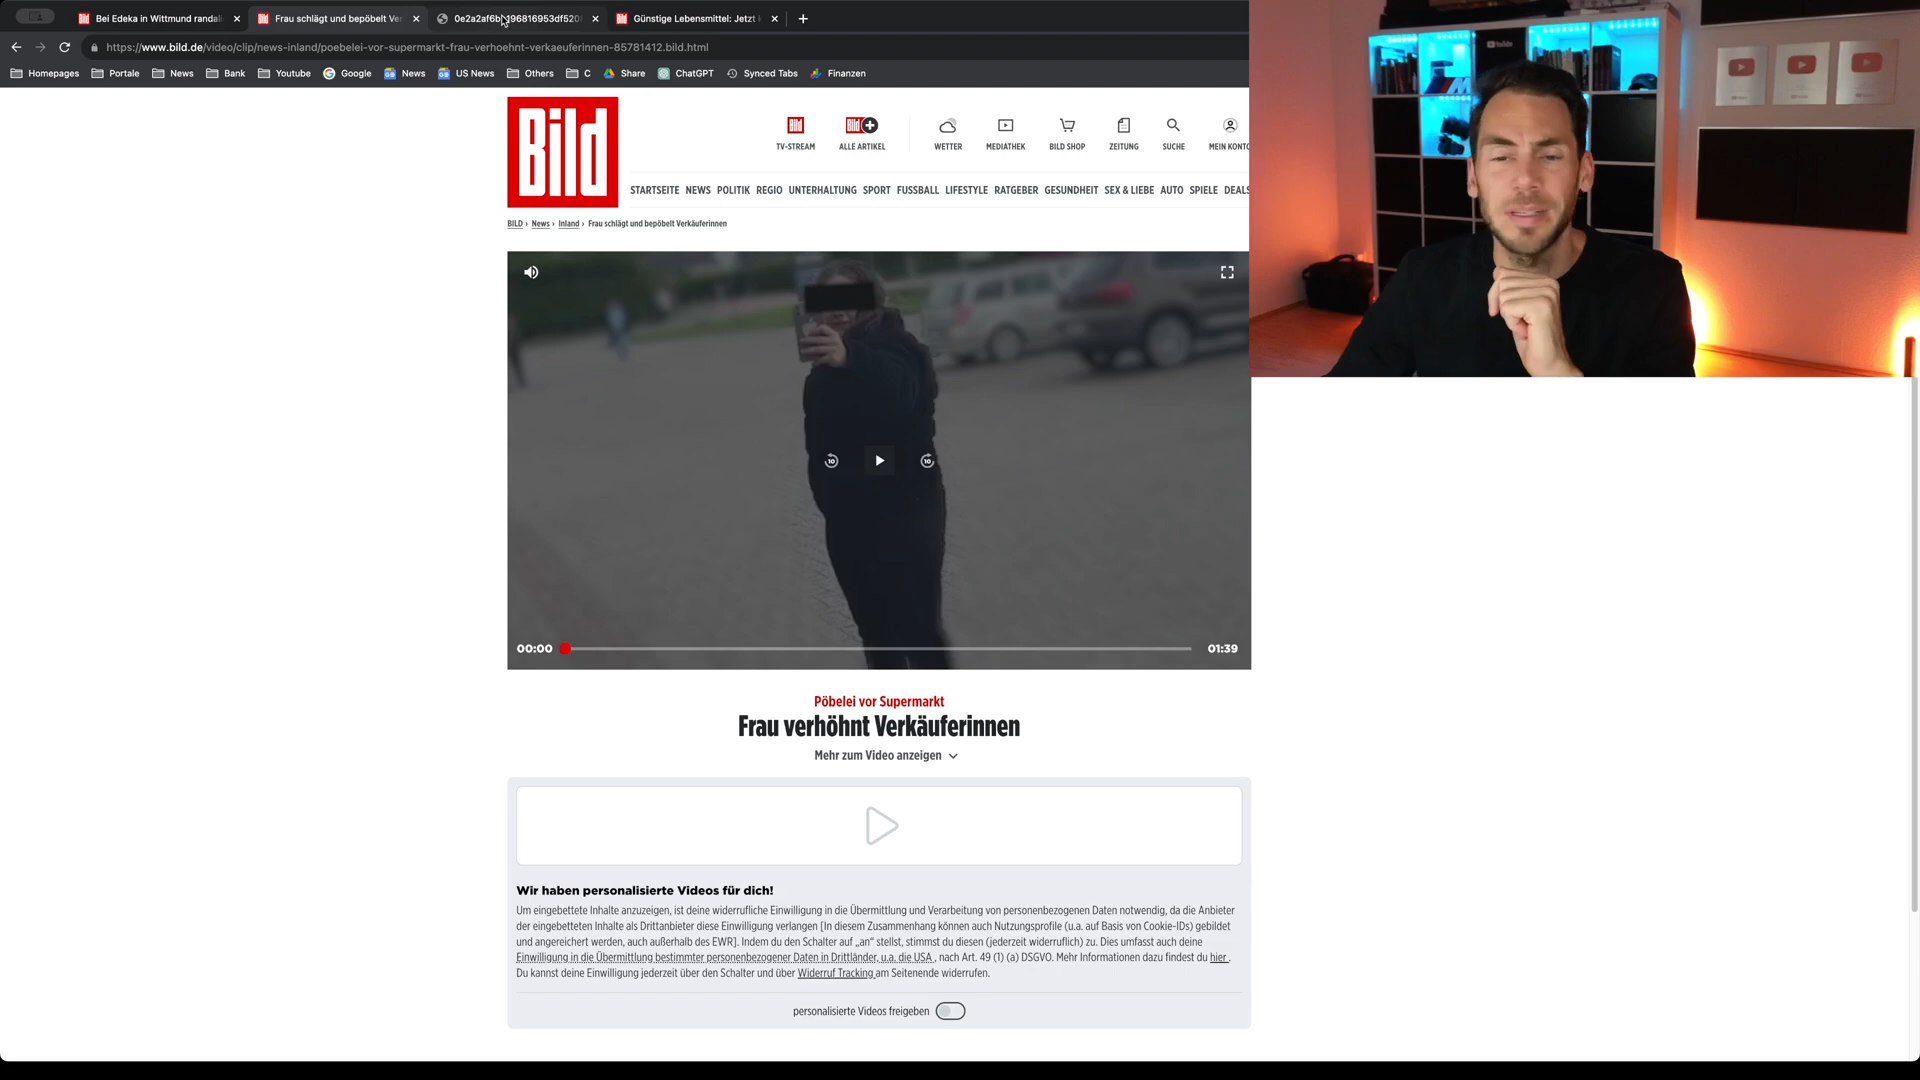 Bei Edeka in Wittmund randali
Frau schlägt und bepöbelt Ver
Günstige Lebensmittel: Jetzt
https://www.bild.de/video/clip/news-inland/poebelei-vor-supermarkt-frau-verhoehnt-verkaeuferinnen-85781412.bild.html
Homepages
Portale
News
Bank
Youtube
Google
News
US News
Others
C
Share
ChatGPT
Synced Tabs
Finanzen
Bild
TV-STREAM
ALLE ARTIKEL
WETTER
MEDIATHEK
BILD SHOP
ZEITUNG
SUCHE
MEIN KONTO
STARTSEITE NEWS POLITIK REGIO UNTERHALTUNG SPORT FUSSBALL LIFESTYLE RATGEBER GESUNDHEIT SEX & LIEBE AUTO SPIELE DEALS
BILD › News › Inland › Frau schlägt und bepöbelt Verkäuferinnen
10
10
00:00
01:39
Pöbelei vor Supermarkt
Frau verhöhnt Verkäuferinnen
Mehr zum Video anzeigen
Wir haben personalisierte Videos für dich!
Um eingebettete Inhalte anzuzeigen, ist deine widerrufliche Einwilligung in die Übermittlung und Verarbeitung von personenbezogenen Daten notwendig, da die Anbieter
der eingebetteten Inhalte als Drittanbieter diese Einwilligung verlangen [In diesem Zusammenhang können auch Nutzungsprofile (u.a. auf Basis von Cookie-IDs) gebildet
und angereichert werden, auch außerhalb des EWR]. Indem du den Schalter auf „an“ stellst, stimmst du diesen (jederzeit widerruflich) zu. Dies umfasst auch deine
Einwilligung in die Übermittlung bestimmter personenbezogener Daten in Drittländer, u.a. die USA , nach Art. 49 (1) (a) DSGVO. Mehr Informationen dazu findest du hier .
Du kannst deine Einwilligung jederzeit über den Schalter und über Widerruf Tracking am Seitenende widerrufen.
personalisierte Videos freigeben